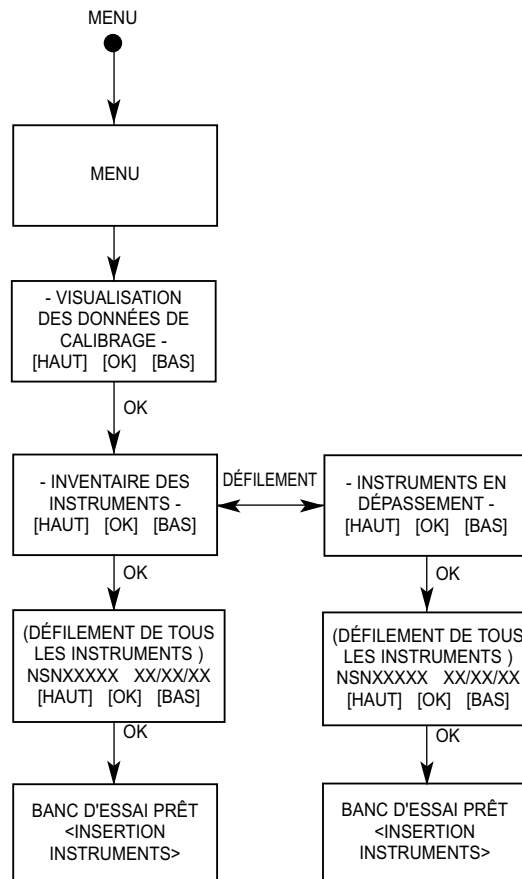 MENU
MENU
- VISUALISATION
DES DONNÉES DE
CALIBRAGE -
[HAUT] [OK] [BAS]
OK
- INVENTAIRE DES
INSTRUMENTS -
[HAUT] [OK] [BAS]
DÉFILEMENT
- INSTRUMENTS EN
DÉPASSEMENT -
[HAUT] [OK] [BAS]
OK
OK
(DÉFILEMENT DE TOUS
LES INSTRUMENTS )
NSNXXXXX XX/XX/XX
[HAUT] [OK] [BAS]
(DÉFILEMENT DE TOUS
LES INSTRUMENTS )
NSNXXXXX XX/XX/XX
[HAUT] [OK] [BAS]
OK
OK
BANC D'ESSAI PRÊT
<INSERTION
INSTRUMENTS>
BANC D'ESSAI PRÊT
<INSERTION
INSTRUMENTS>